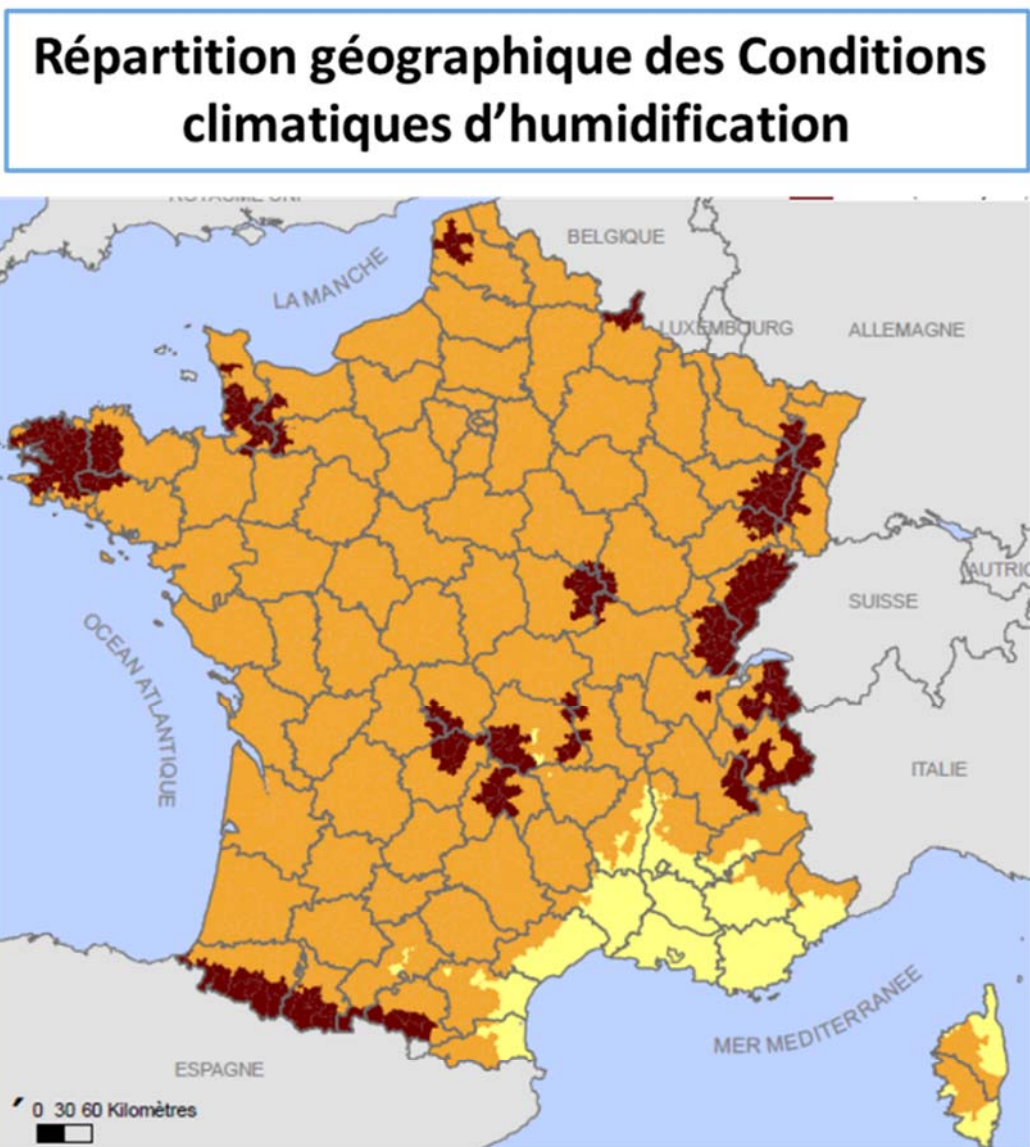 Répartition géographique des Conditions
climatiques d’humidification
BELGIQUE
LA MANCHE
LUXEMBOURG
ALLEMAGNE
AUTRIC
SUISSE
OCEAN ATLANTIQUE
ITALIE
MER MEDITERRANEE
ESPAGNE
0 30 60 Kilomètres